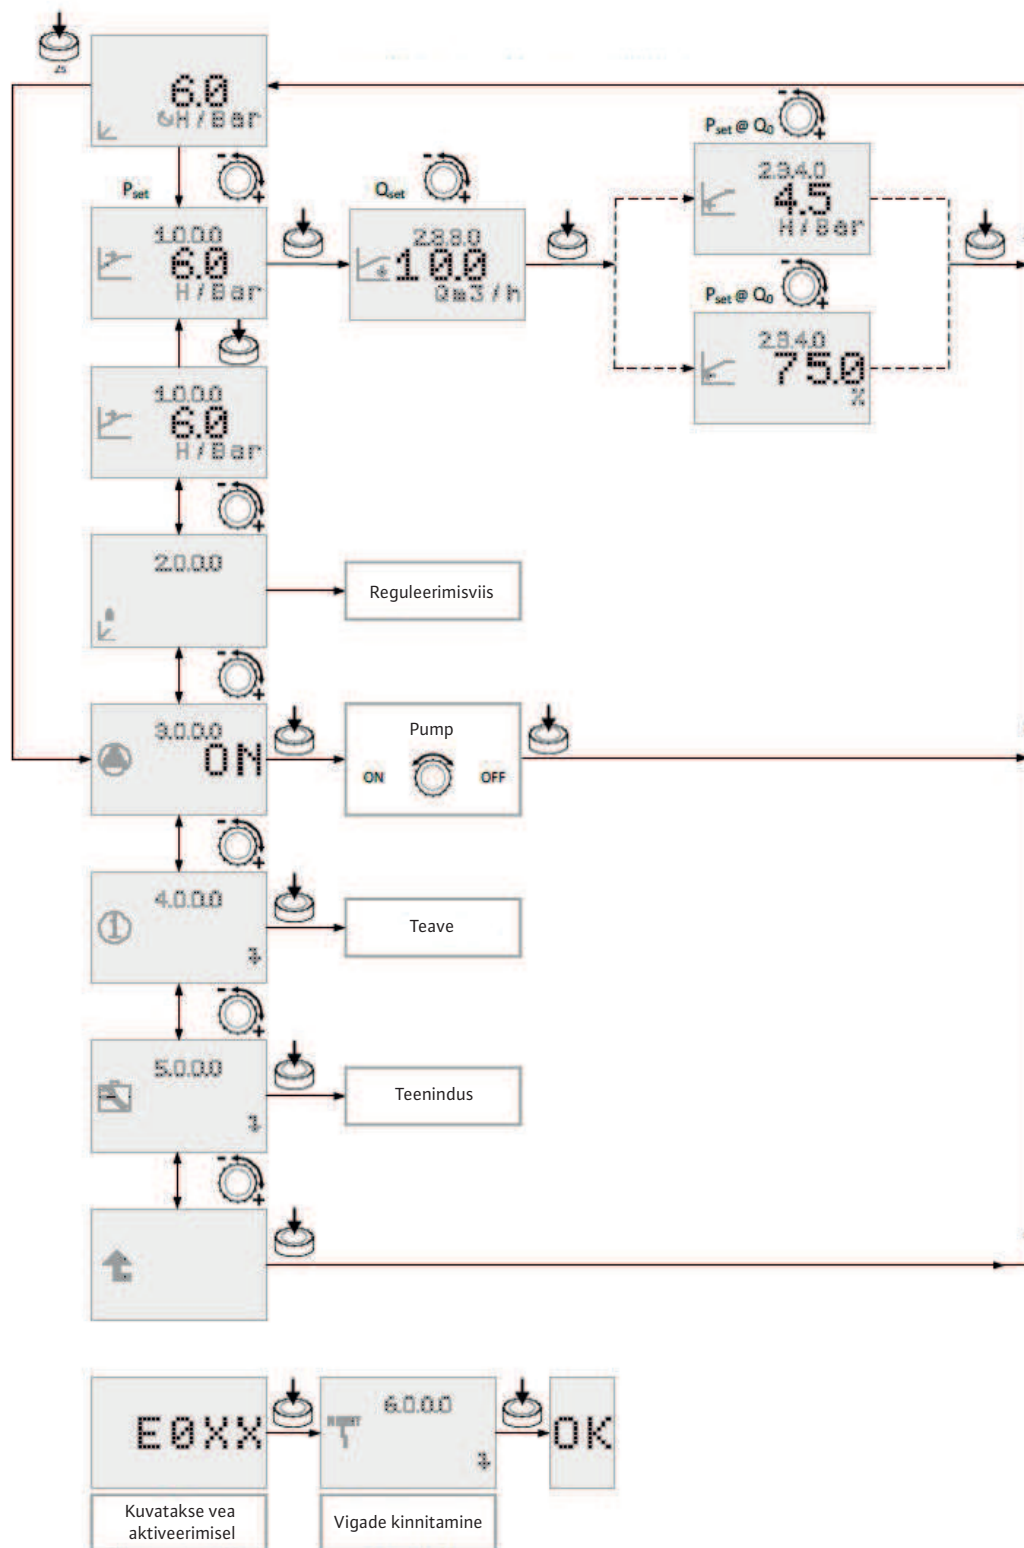 2s
6.0
H/Bar
Pset @ Q0
2.3.4.0
4.5
H/Bar
Pset
Qset
1.0.0.0
6.0
H/Bar
2.3.3.0
10.0
Qm3/h
Pset @ Q0
2.3.4.0
75.0
%
1.0.0.0
6.0
H/Bar
2.0.0.0
Reguleerimisviis
3.0.0.0
ON
Pump
ON OFF
4.0.0.0
Teave
5.0.0.0
Teenindus
E0XX
6.0.0.0
RESET
OK
Kuvatakse vea
aktiveerimisel
Vigade kinnitamine